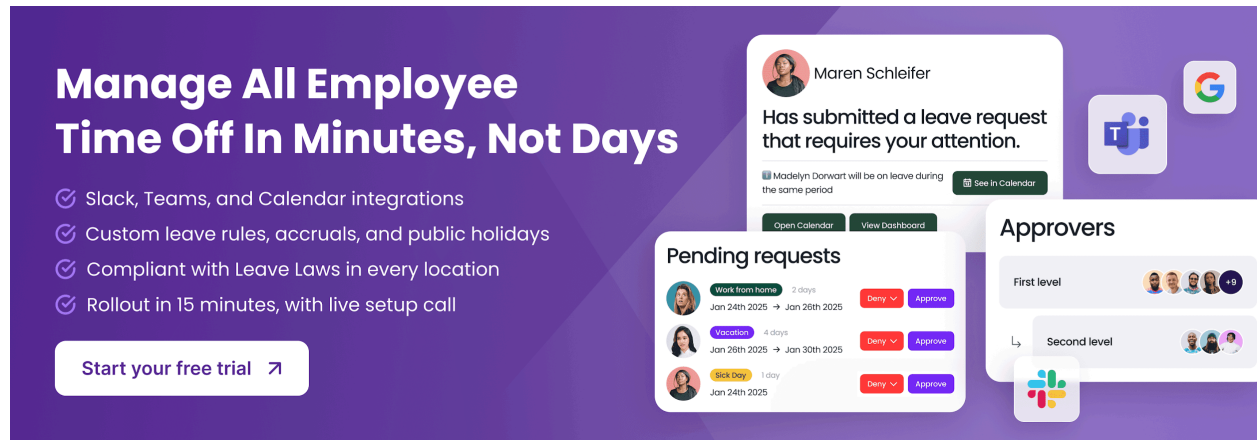 Manage All Employee
Time Off In Minutes, Not Days
Slack, Teams, and Calendar integrations
Custom leave rules, accruals, and public holidays
Compliant with Leave Laws in every location
Rollout in 15 minutes, with live setup call
Start your free trial
Maren Schleifer
Has submitted a leave request
that requires your attention.
Madelyn Dorwart will be on leave during
the same period
See in Calendar
Open Calendar View Dashboard
Pending requests
Work from home 2 days
Jan 24th 2025 → Jan 26th 2025
Deny Approve
Vacation 4 days
Jan 26th 2025 → Jan 30th 2025
Deny Approve
Sick Day 1 day
Jan 24th 2025
Deny Approve
Approvers
First level +9
Second level
T
G